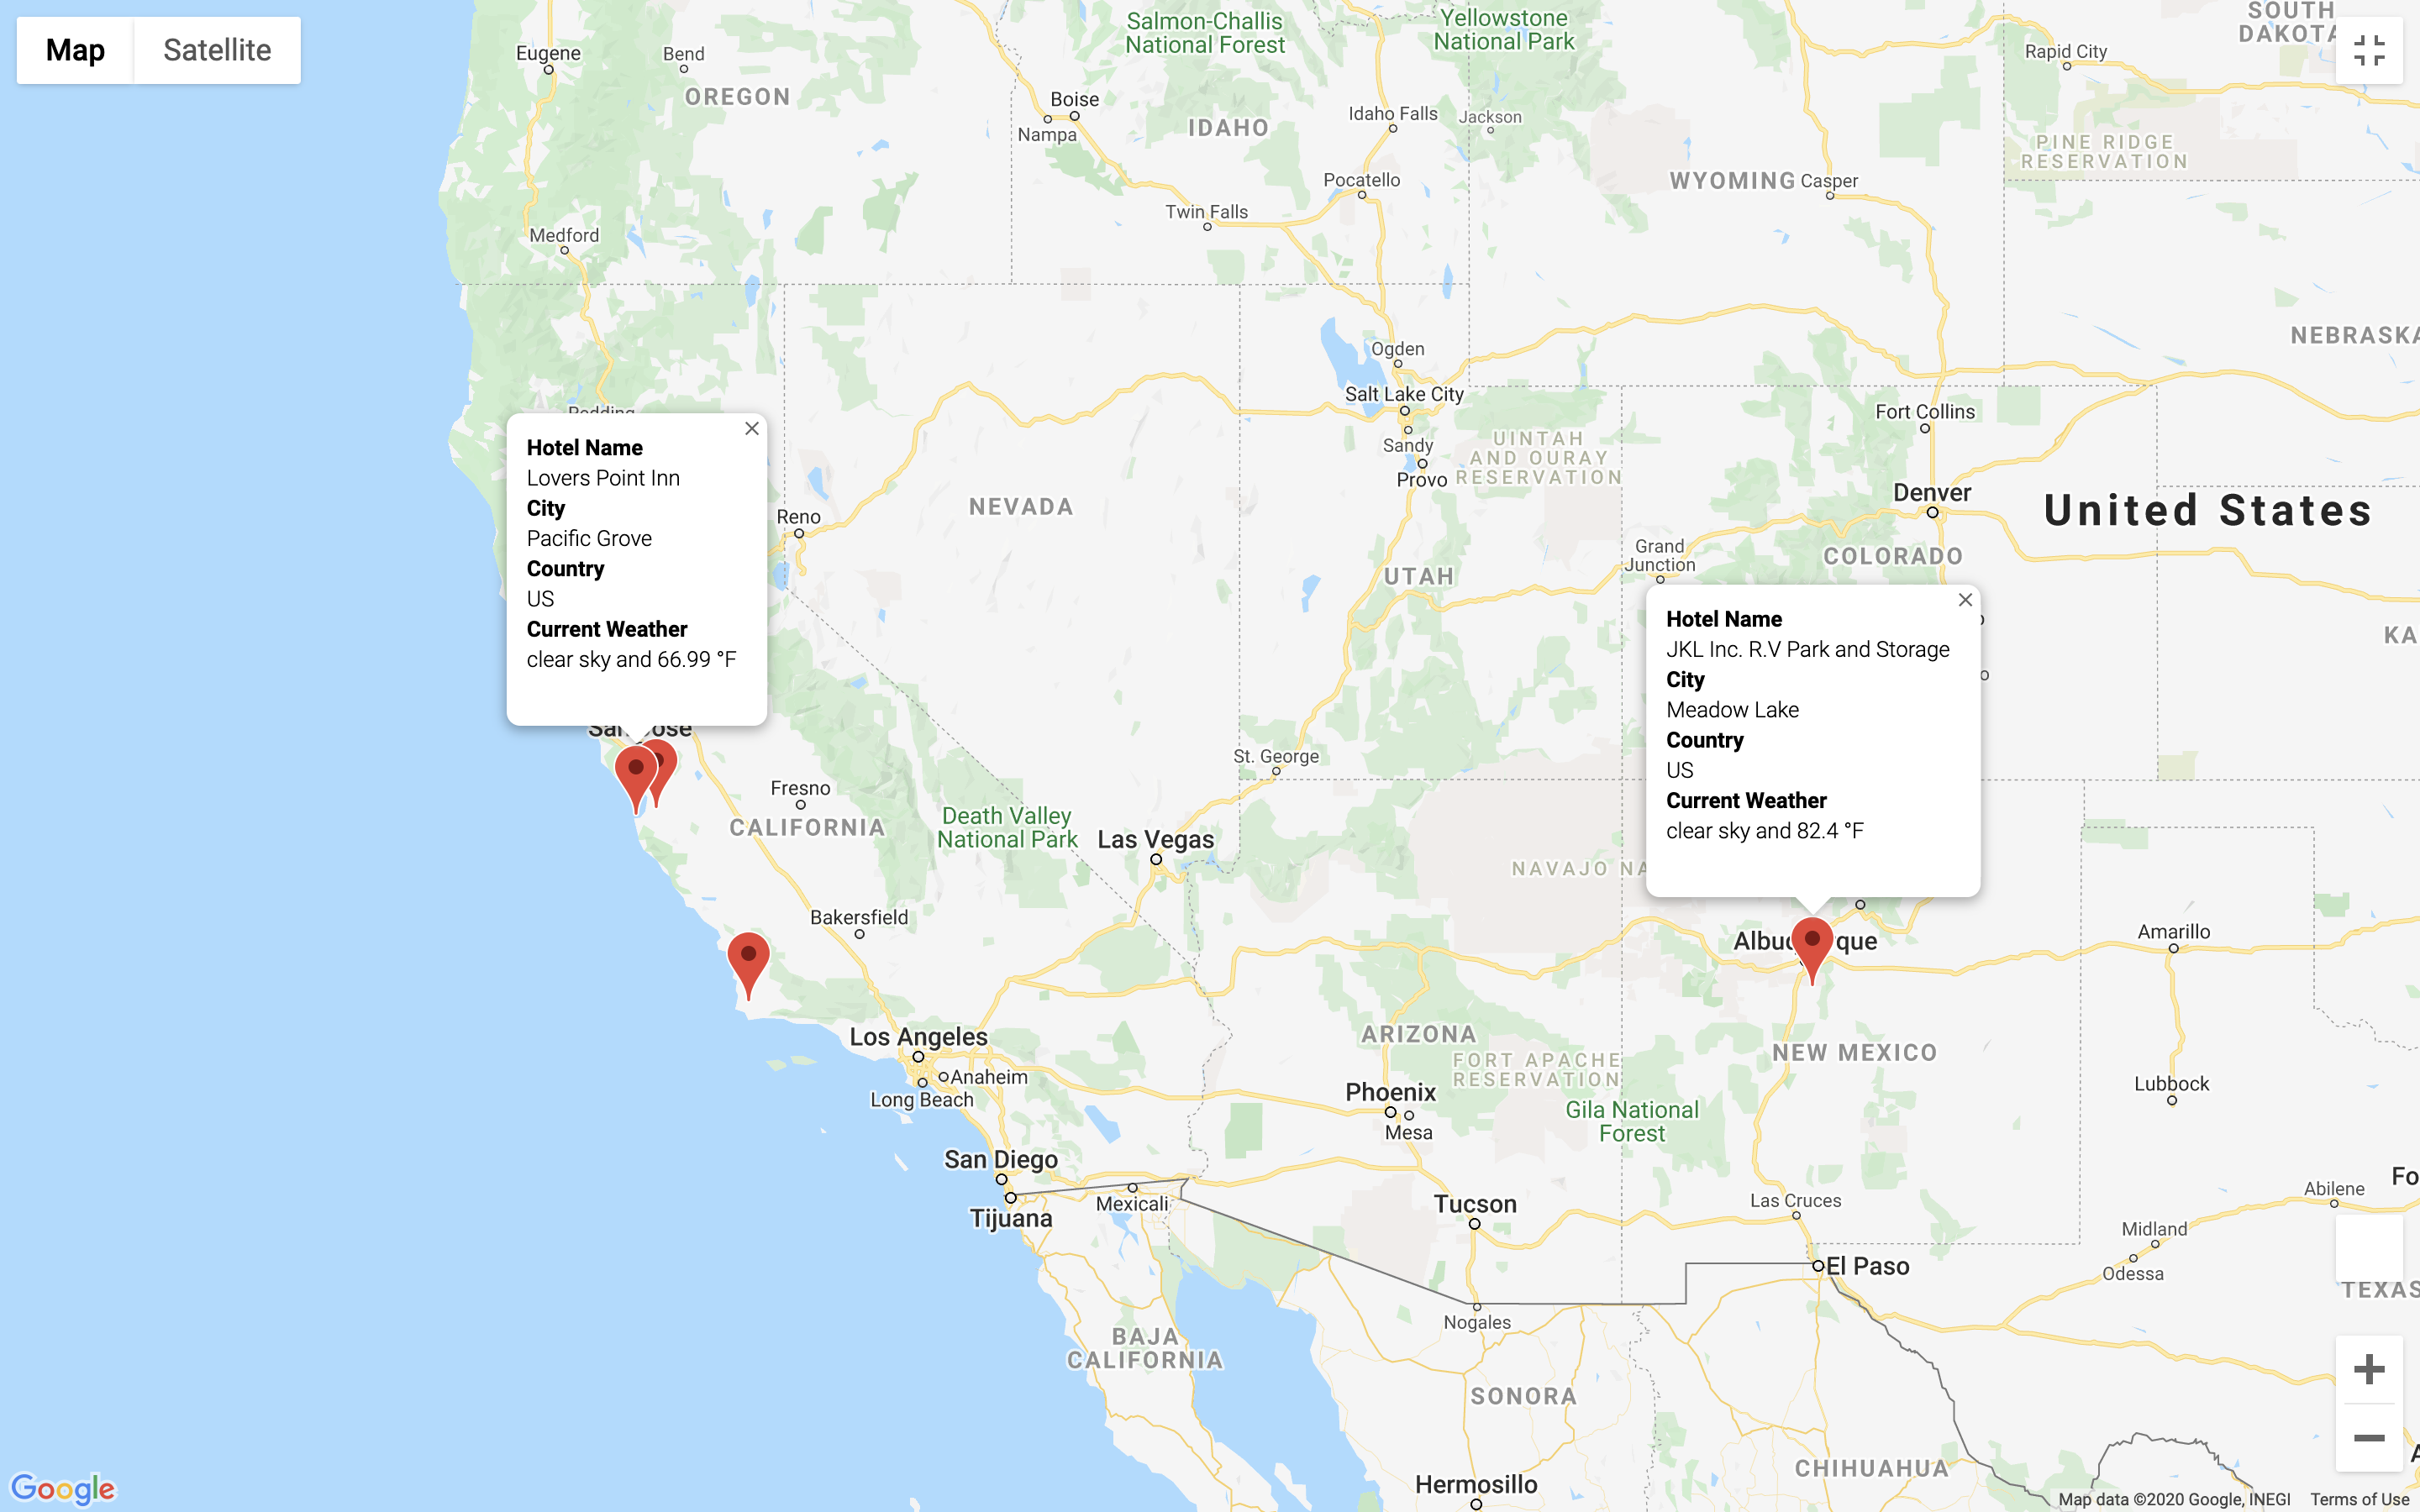 Map
Satellite
Salmon-Challis
National Forest
Yellowstone
National Park
SOUTH
Eugene
Bend
Rapid City
OREGON
Boise
Nampa
IDAHO
Idaho Falls
Jackson
PINE RIDGE
RESERVATION
WYOMING
Casper
Pocatello
Twin Falls
Medford
NEBRASKA
Ogden
Salt Lake City
Sandy
Provo
UINTAH
AND OURAY
RESERVATION
Fort Collins
Denver
United States
COLORADO
Hotel Name
Lovers Point Inn
City
Pacific Grove
Country
US
Current Weather
clear sky and 66.99 °F
Reno
NEVADA
UTAH
Grand
Junction
KA
Hotel Name
JKL Inc. R.V Park and Storage
City
Meadow Lake
Country
US
Current Weather
clear sky and 82.4 °F
St. George
Fresno
CALIFORNIA
Death Valley
National Park
Las Vegas
NAVAJO NA
Bakersfield
Amarillo
Los Angeles
Anaheim
Long Beach
ARIZONA
FORT APACHE
RESERVATION
NEW MEXICO
Phoenix
Mesa
Gila National
Forest
Lubbock
San Diego
Tijuana
Mexicali
Tucson
Las Cruces
Abilene
Fo
Midland
Odessa
El Paso
TEXAS
Nogales
BAJA
CALIFORNIA
SONORA
CHIHUAHUA
Hermosillo
Google
Map data ©2020 Google, INEGI
Terms of Use